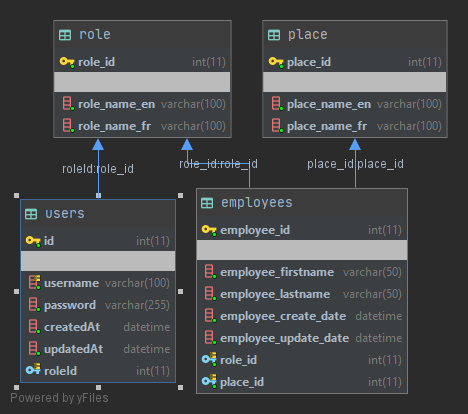 role
role_id int(11)
role_name_en varchar(100)
role_name_fr varchar(100)
place
place_id int(11)
place_name_en varchar(100)
place_name_fr varchar(100)
roleId:role_id
role_id:role_id
place_id:place_id
users
id int(11)
username varchar(100)
password varchar(255)
createdAt datetime
updatedAt datetime
roleId int(11)
employees
employee_id int(11)
employee_firstname varchar(50)
employee_lastname varchar(50)
employee_create_date datetime
employee_update_date datetime
role_id int(11)
place_id int(11)
Powered by yFiles